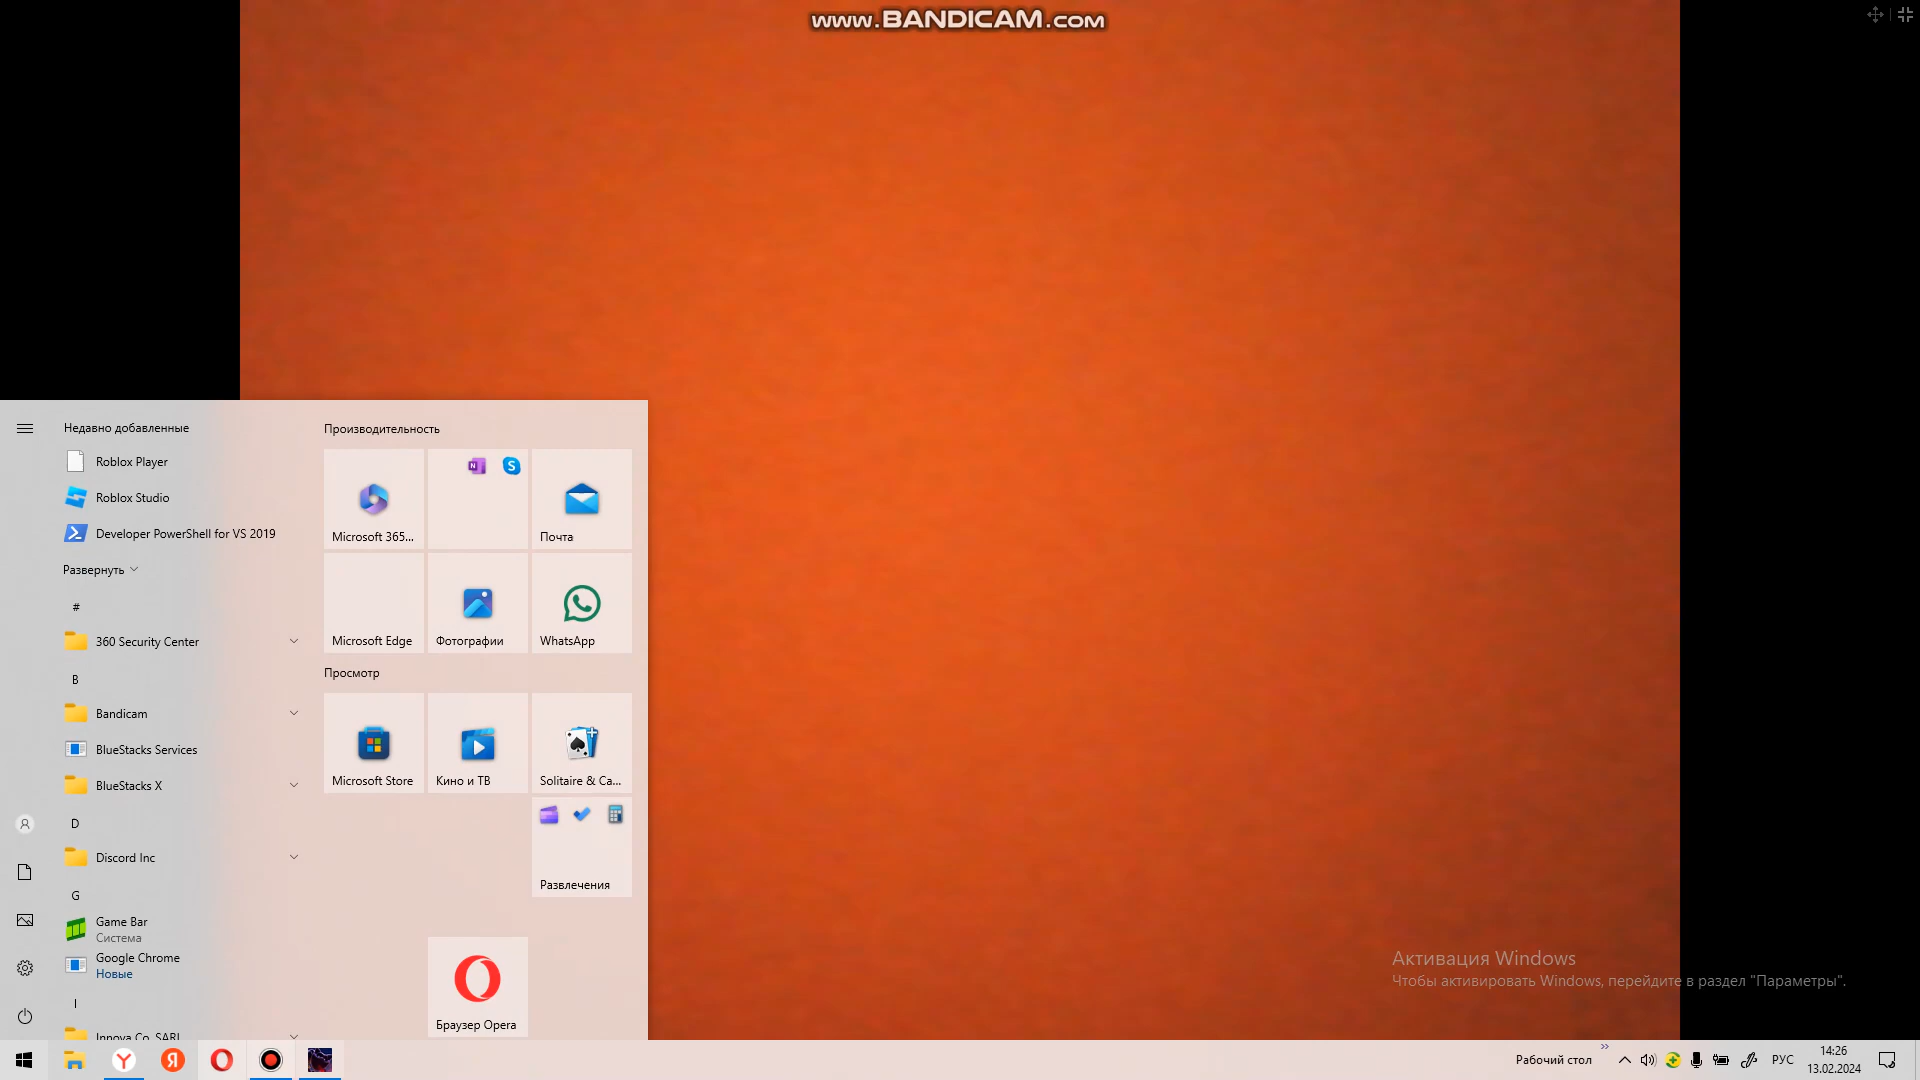 www.BANDICAM.com
Недавно добавленные
Roblox Player
Roblox Studio
Developer PowerShell for VS 2019
Развернуть
#
360 Security Center
B
Bandicam
BlueStacks Services
BlueStacks X
D
Discord Inc
G
Game Bar
Система
Google Chrome
Новые
I
Innova Co. SARL
Производительность
Microsoft 365...
Почта
Microsoft Edge
Фотографии
WhatsApp
Просмотр
Microsoft Store
Кино и ТВ
Solitaire & Ca...
Развлечения
Браузер Opera
Активация Windows
Чтобы активировать Windows, перейдите в раздел "Параметры".
Рабочий стол
РУС
14:26
13.02.2024